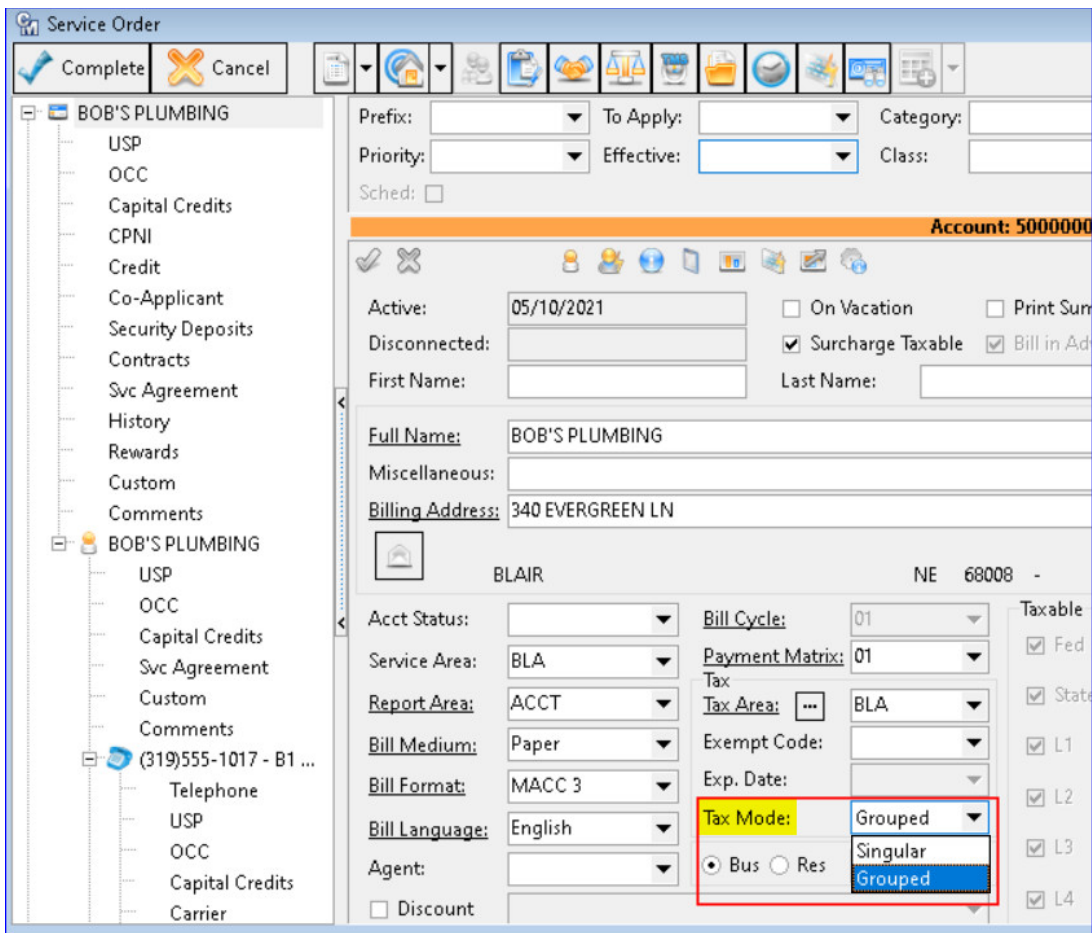 Service Order
Complete Cancel
BOB'S PLUMBING
USP
OCC
Capital Credits
CPNI
Credit
Co-Applicant
Security Deposits
Contracts
Svc Agreement
History
Rewards
Custom
Comments
BOB'S PLUMBING
USP
OCC
Capital Credits
Svc Agreement
Custom
Comments
(319)555-1017 - B1 ...
Telephone
USP
OCC
Capital Credits
Carrier
Prefix: To Apply: Category:
Priority: Effective: Class:
Sched:
Account: 5000000
Active: 05/10/2021 On Vacation Print Sum
Disconnected: Surcharge Taxable Bill in Adv
First Name: Last Name:
Full Name: BOB'S PLUMBING
Miscellaneous:
Billing Address: 340 EVERGREEN LN
BLAIR NE 68008 -
Acct Status: Bill Cycle: 01 Taxable
Service Area: BLA Payment Matrix: 01 Fed
Tax
Report Area: ACCT Tax Area: ... BLA State
Bill Medium: Paper Exempt Code: L1
Bill Format: MACC 3 Exp. Date: L2
Tax Mode: Grouped
Bill Language: English Singular L3
Agent: Bus Res Grouped
Discount L4